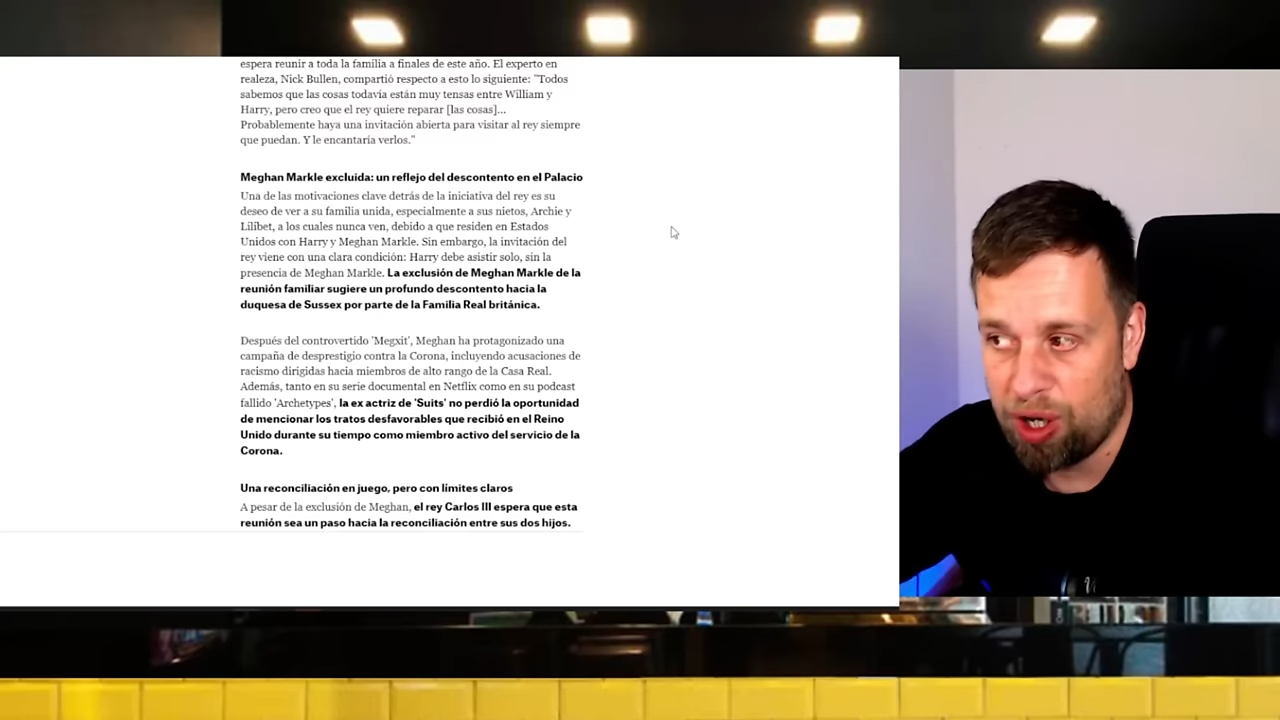 espera reunir a toda la familia a finales de este año. El experto en
realeza, Nick Bullen, compartió respecto a esto lo siguiente: "Todos
sabemos que las cosas todavía están muy tensas entre William y
Harry, pero creo que el rey quiere reparar [las cosas]...
Probablemente haya una invitación abierta para visitar al rey siempre
que puedan. Y le encantaría verlos."
Meghan Markle excluida: un reflejo del descontento en el Palacio
Una de las motivaciones clave detrás de la iniciativa del rey es su
deseo de ver a su familia unida, especialmente a sus nietos, Archie y
Lilibet, a los cuales nunca ven, debido a que residen en Estados
Unidos con Harry y Meghan Markle. Sin embargo, la invitación del
rey viene con una clara condición: Harry debe asistir solo, sin la
presencia de Meghan Markle. La exclusión de Meghan Markle de la
reunión familiar sugiere un profundo descontento hacia la
duquesa de Sussex por parte de la Familia Real británica.
Después del controvertido 'Megxit', Meghan ha protagonizado una
campaña de desprestigio contra la Corona, incluyendo acusaciones de
racismo dirigidas hacia miembros de alto rango de la Casa Real.
Además, tanto en su serie documental en Netflix como en su podcast
fallido 'Archetypes', la ex actriz de 'Suits' no perdió la oportunidad
de mencionar los tratos desfavorables que recibió en el Reino
Unido durante su tiempo como miembro activo del servicio de la
Corona.
Una reconciliación en juego, pero con límites claros
A pesar de la exclusión de Meghan, el rey Carlos III espera que esta
reunión sea un paso hacia la reconciliación entre sus dos hijos.